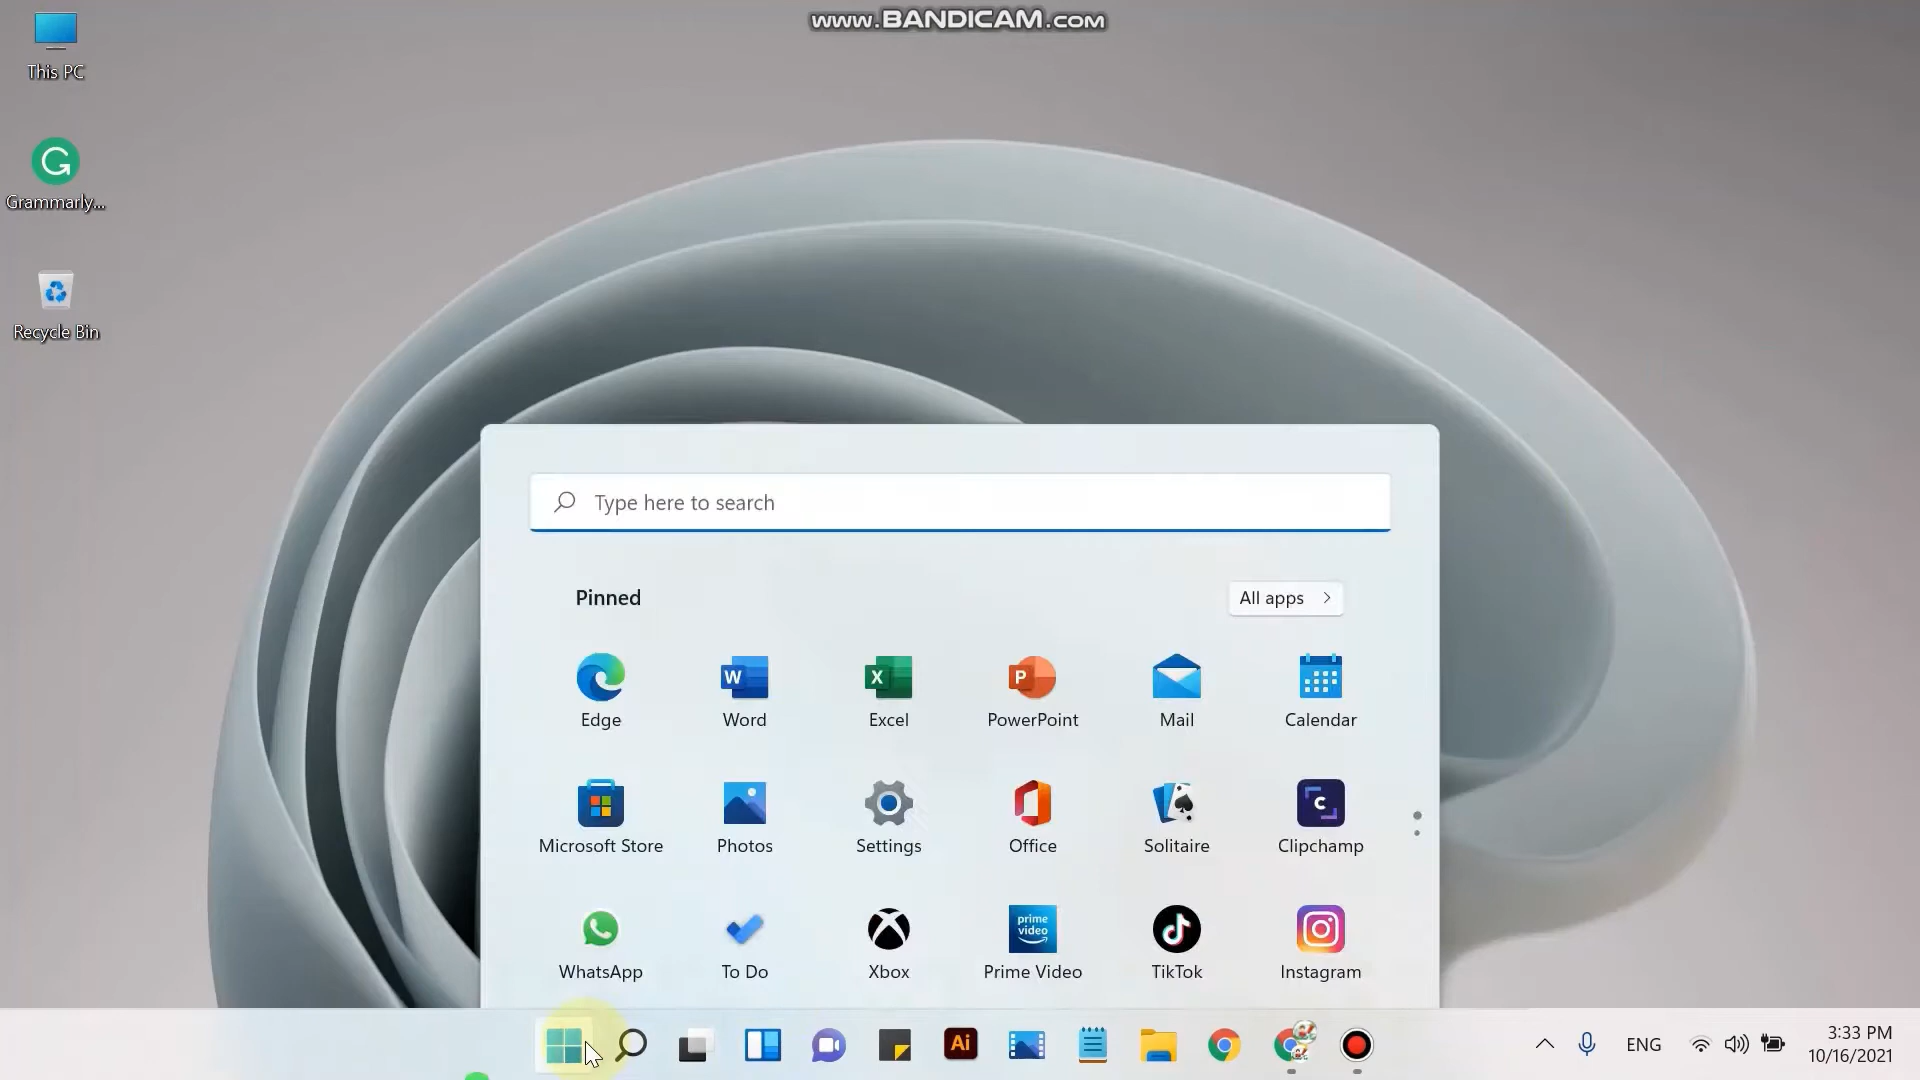 www.BANDICAM.com
This PC
Grammarly...
Recycle Bin
Type here to search
Pinned
All apps
Edge
Word
Excel
PowerPoint
Mail
Calendar
Microsoft Store
Photos
Settings
Office
Solitaire
Clipchamp
prime video
WhatsApp
To Do
Xbox
Prime Video
TikTok
Instagram
Ai
ENG
3:33 PM
10/16/2021